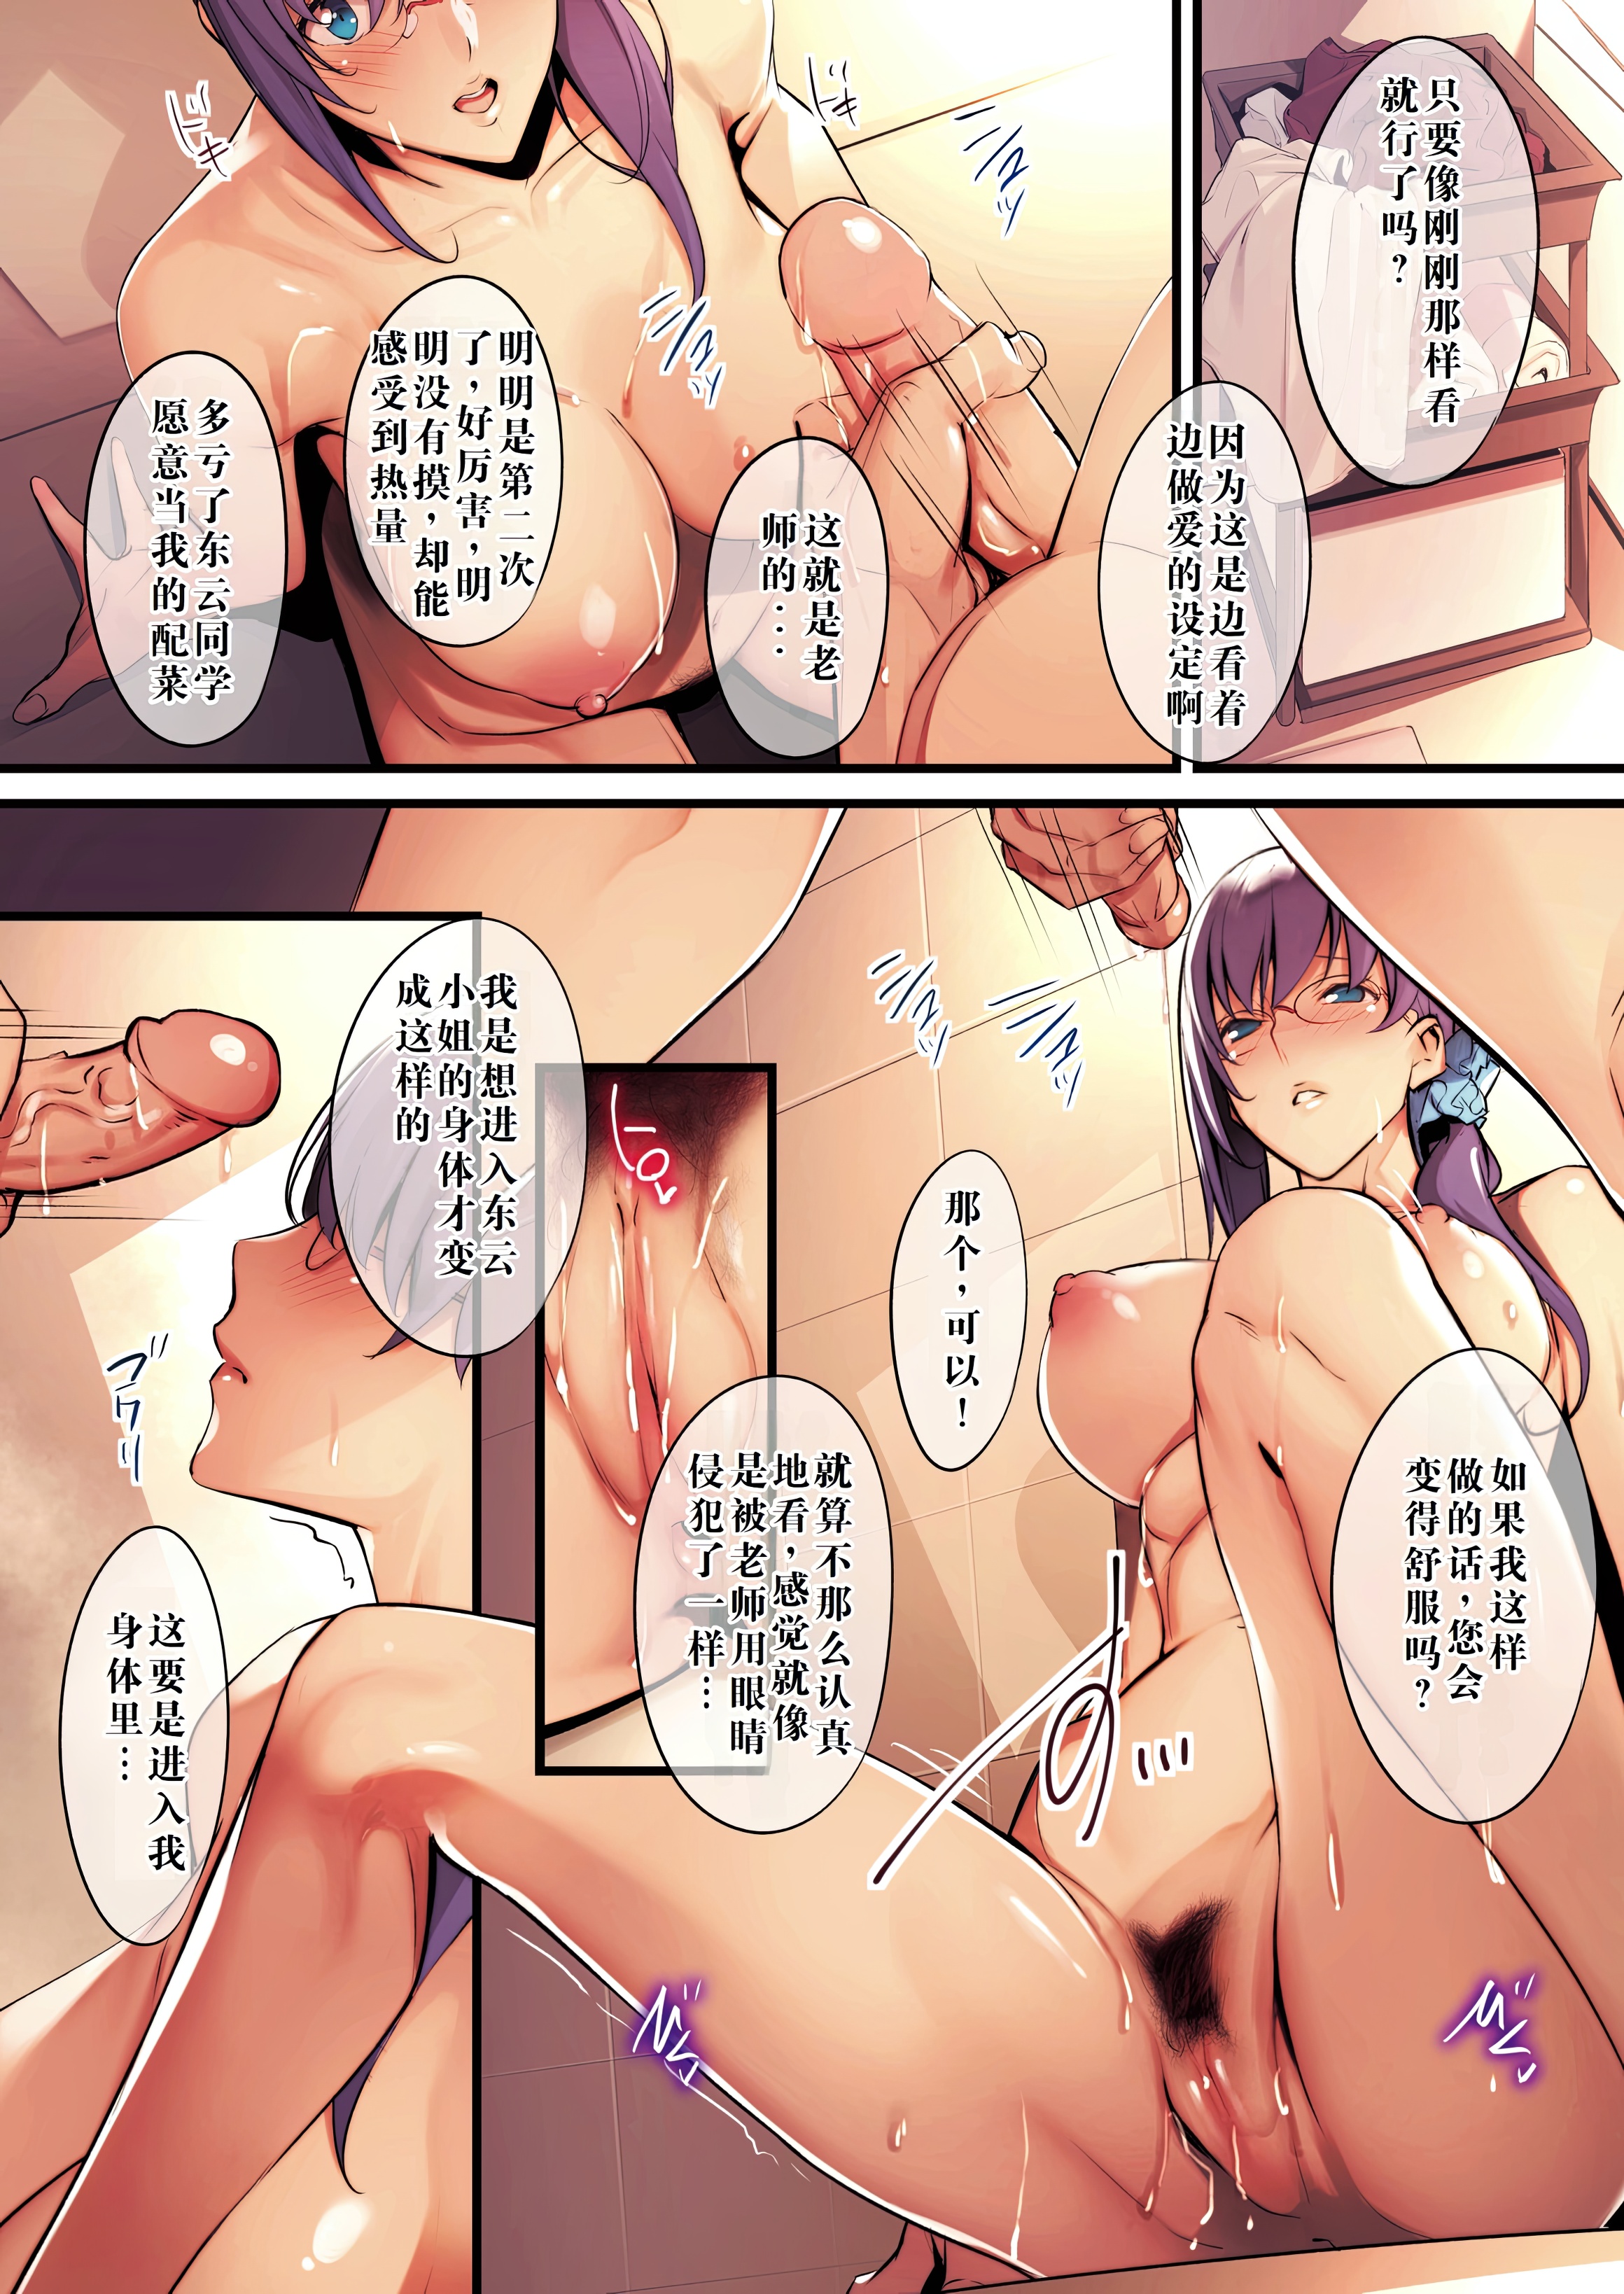 只要像刚刚那样看
就行了吗？
因为这是边看着
边做爱的设定啊
这就是老
师的...
明明是第二次
了，好厉害，明
明没有摸，却能
感受到热量
多亏了东云同学
愿意当我的配菜
ドキ
ドキ
如果我这样
做的话，您会
变得舒服吗？
那个，可以！
就算不那么认真
地看，感觉就像
是被老师用眼睛
侵犯了一样…
我是想进入东云
小姐的身体才变
成这样的
这要是进入我
身体里…